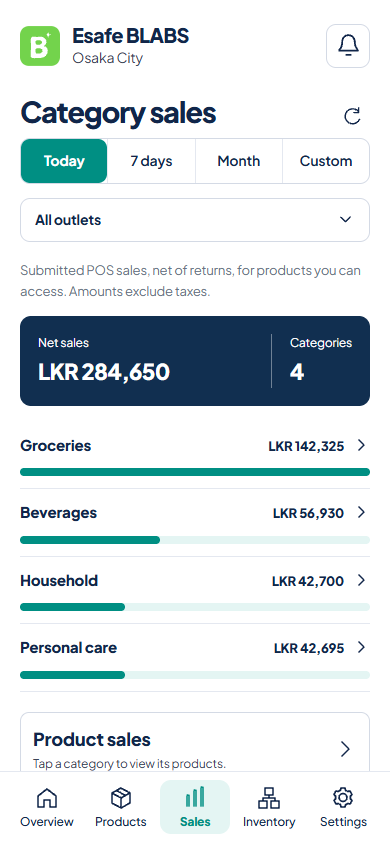 B
Esafe BLABS
Osaka City
Category sales
Today
7 days
Month
Custom
All outlets
Submitted POS sales, net of returns, for products you can
access. Amounts exclude taxes.
Net sales
LKR 284,650
Categories
4
Groceries
LKR 142,325
Beverages
LKR 56,930
Household
LKR 42,700
Personal care
LKR 42,695
Product sales
Tap a category to view its products.
Overview
Products
Sales
Inventory
Settings